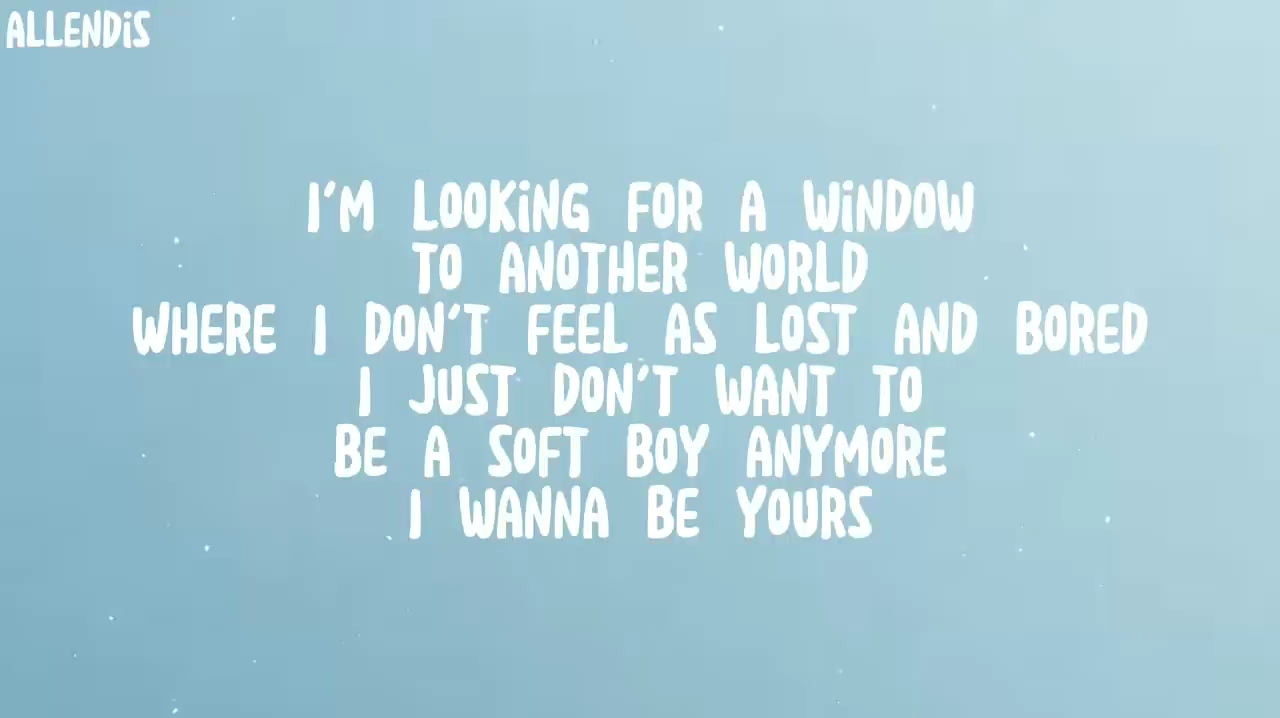 ALLENDiS
I'M LOOKiNG FOR A WiNDOW
TO ANOTHER WORLD
WHERE I DON'T FEEL AS LOST AND BORED
I JUST DON'T WANT TO
BE A SOFT BOY ANYMORE
I WANNA BE YOURS